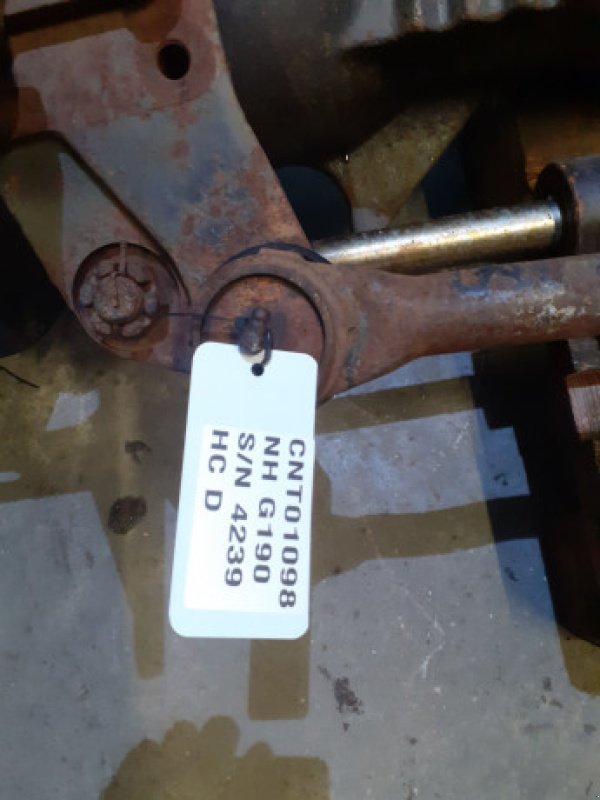 CNT01098
NH G190
S/N 4239
HC D